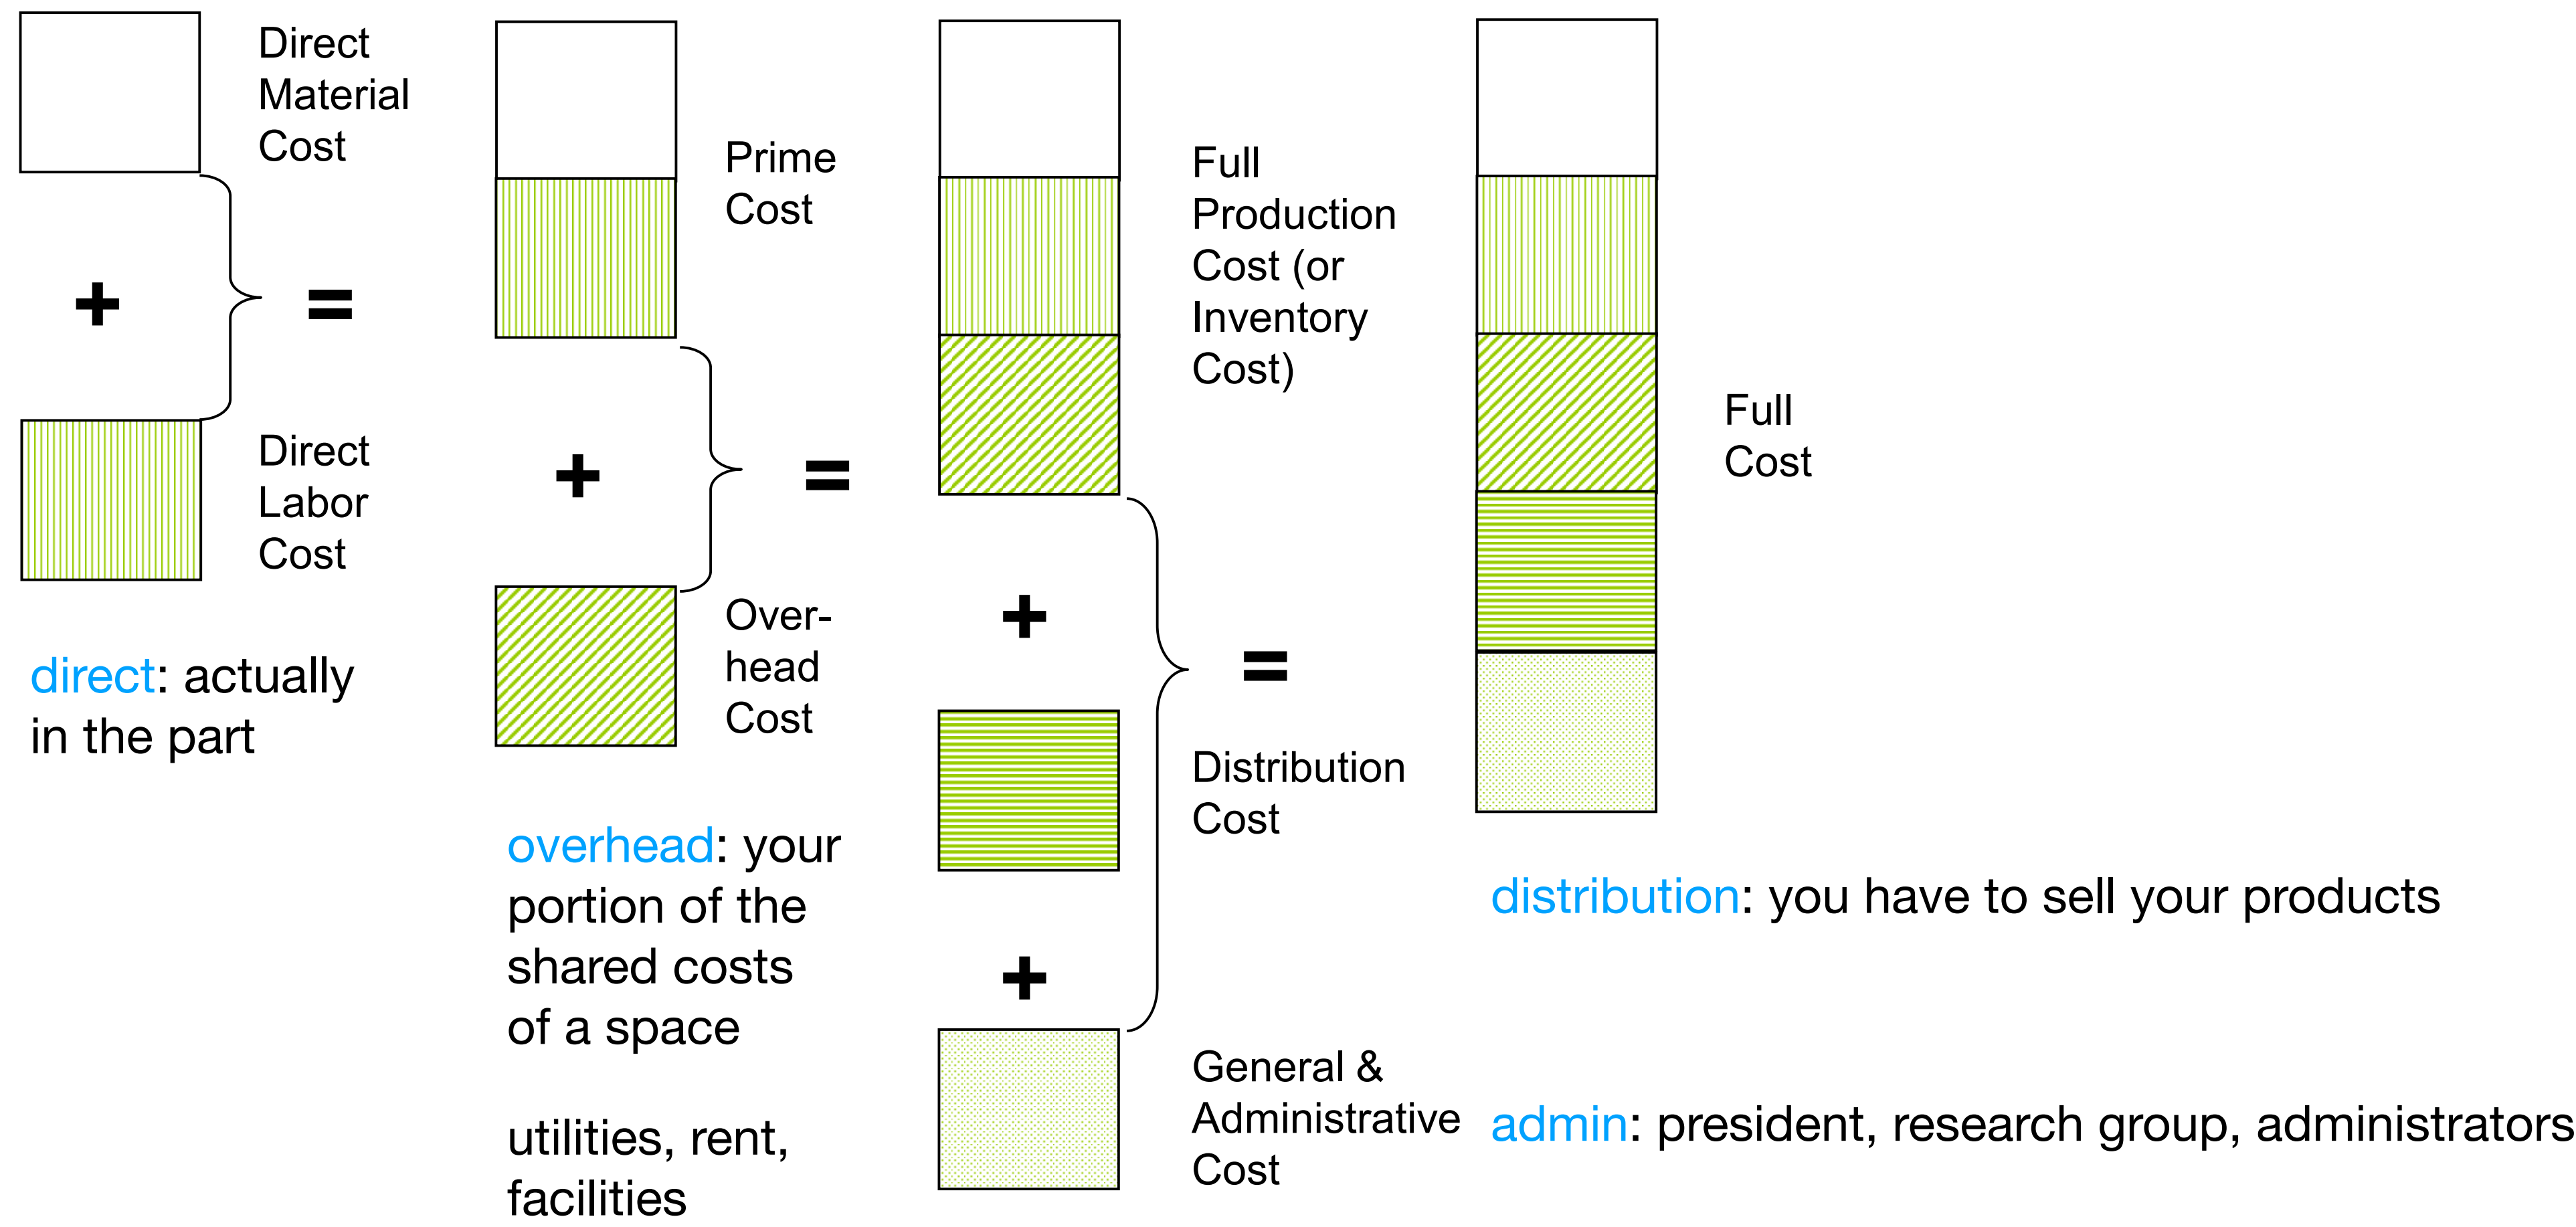 Direct
Material
Cost
+
=
Direct
Labor
Cost
direct: actually
in the part
Prime
Cost
+
=
Over-
head
Cost
overhead: your
portion of the
shared costs
of a space
utilities, rent,
facilities
Full
Production
Cost (or
Inventory
Cost)
+
=
Distribution
Cost
+
General &
Administrative
Cost
Full
Cost
distribution: you have to sell your products
admin: president, research group, administrators